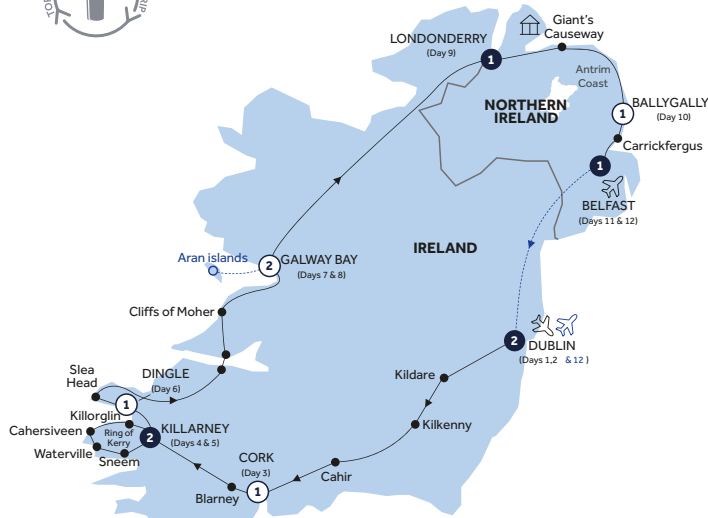 TOP
RIP
Giant's
Causeway
LONDONDERRY
(Day 9)
1
Antrim
Coast
NORTHERN
IRELAND
1
BALLYGALLY
(Day 10)
Carrickfergus
1
BELFAST
(Days 11 & 12)
IRELAND
Aran islands
2
GALWAY BAY
(Days 7 & 8)
Cliffs of Moher
2
DUBLIN
(Days 1,2 & 12 )
Slea
Head
DINGLE
(Day 6)
1
Kildare
Killorglin
Cahersiveen
Ring of
Kerry
2
KILLARNEY
(Days 4 & 5)
Kilkenny
Waterville
Sneem
CORK
(Day 3)
Cahir
Blarney
1